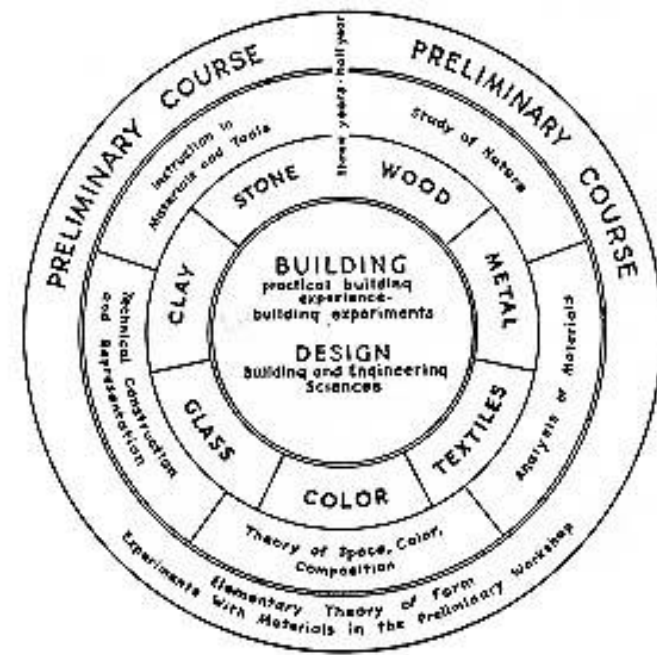 PRELIMINARY COURSE
PRELIMINARY COURSE
half year
three years
Instruction in
Materials and Tools
Study of Nature
STONE
WOOD
CLAY
METAL
BUILDING
practical building
experience-
building experiments
DESIGN
Building and Engineering
Sciences
Technical Construction
and Representation
Analysis of Materials
GLASS
TEXTILES
COLOR
Theory of Space, Color,
Composition
Elementary Theory of Form
Experiments with Materials in the Preliminary Workshop